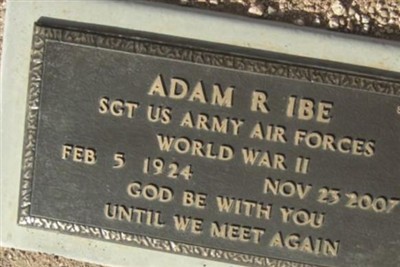 ADAM R IBE
SGT US ARMY AIR FORCES
WORLD WAR II
FEB 5 1924 NOV 23 2007
GOD BE WITH YOU
UNTIL WE MEET AGAIN